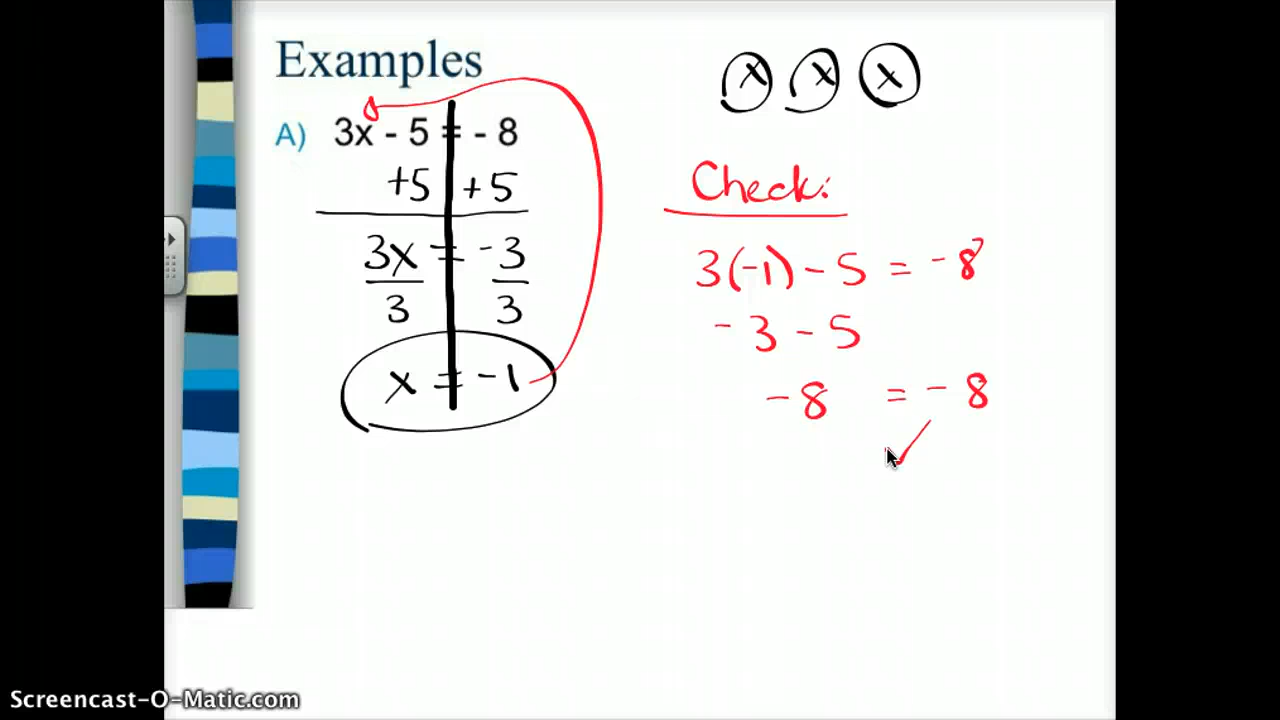 Examples
A) 3x - 5 = - 8
+5 +5
3x = -3
3 3
x = -1
x x x
Check:
3(-1) - 5 = -8?
-3 - 5
-8 = -8
Screencast-O-Matic.com